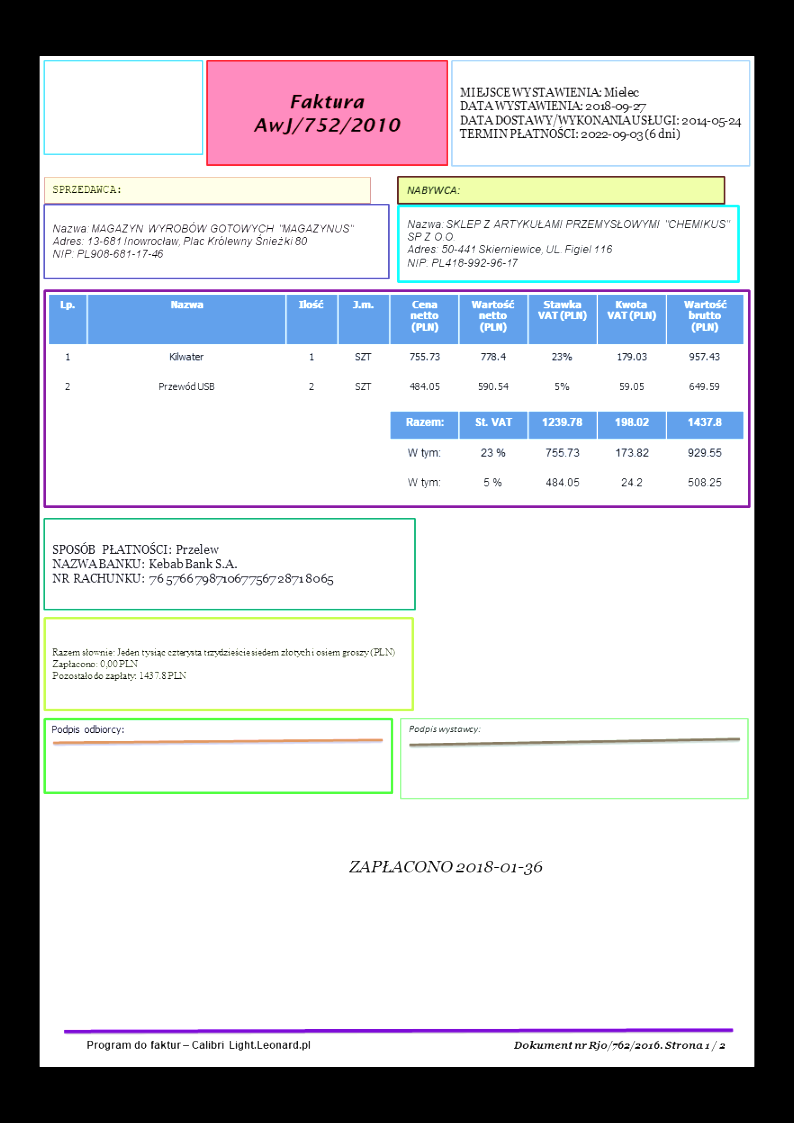 Faktura
AwJ/752/2010
MIEJSCE WYSTAWIENIA: Mielec
DATA WYSTAWIENIA: 2018-09-27
DATA DOSTAWY/WYKONANIA USŁUGI: 2014-05-24
TERMIN PŁATNOŚCI: 2022-09-03 (6 dni)
SPRZEDAWCA:
Nazwa: MAGAZYN WYROBÓW GOTOWYCH "MAGAZYNUS"
Adres: 13-681 Inowrocław, Plac Królewny Śnieżki 80
NIP: PL908-681-17-46
NABYWCA:
Nazwa: SKLEP Z ARTYKUŁAMI PRZEMYSŁOWYMI "CHEMIKUS"
SP Z O.O.
Adres: 50-441 Skierniewice, UL. Figiel 116
NIP: PL418-992-96-17
Lp. Nazwa Ilość J.m. Cena netto (PLN) Wartość netto (PLN) Stawka VAT (PLN) Kwota VAT (PLN) Wartość brutto (PLN)
1 Kilwater 1 SZT 755.73 778.4 23% 179.03 957.43
2 Przewód USB 2 SZT 484.05 590.54 5% 59.05 649.59
Razem: St. VAT 1239.78 198.02 1437.8
W tym: 23 % 755.73 173.82 929.55
W tym: 5 % 484.05 24.2 508.25
SPOSÓB PŁATNOŚCI: Przelew
NAZWA BANKU: Kebab Bank S.A.
NR RACHUNKU: 76 5766798710677567 28718065
Razem słownie: Jeden tysiąc czterysta trzydzieście siedem złotych i osiem groszy (PLN)
Zapłacono: 0,00 PLN
Pozostało do zapłaty: 1437.8 PLN
Podpis odbiorcy:
Podpis wystawcy:
ZAPŁACONO 2018-01-36
Program do faktur – Calibri Light.Leonard.pl
Dokument nr Rjo/762/2016. Strona 1 / 2